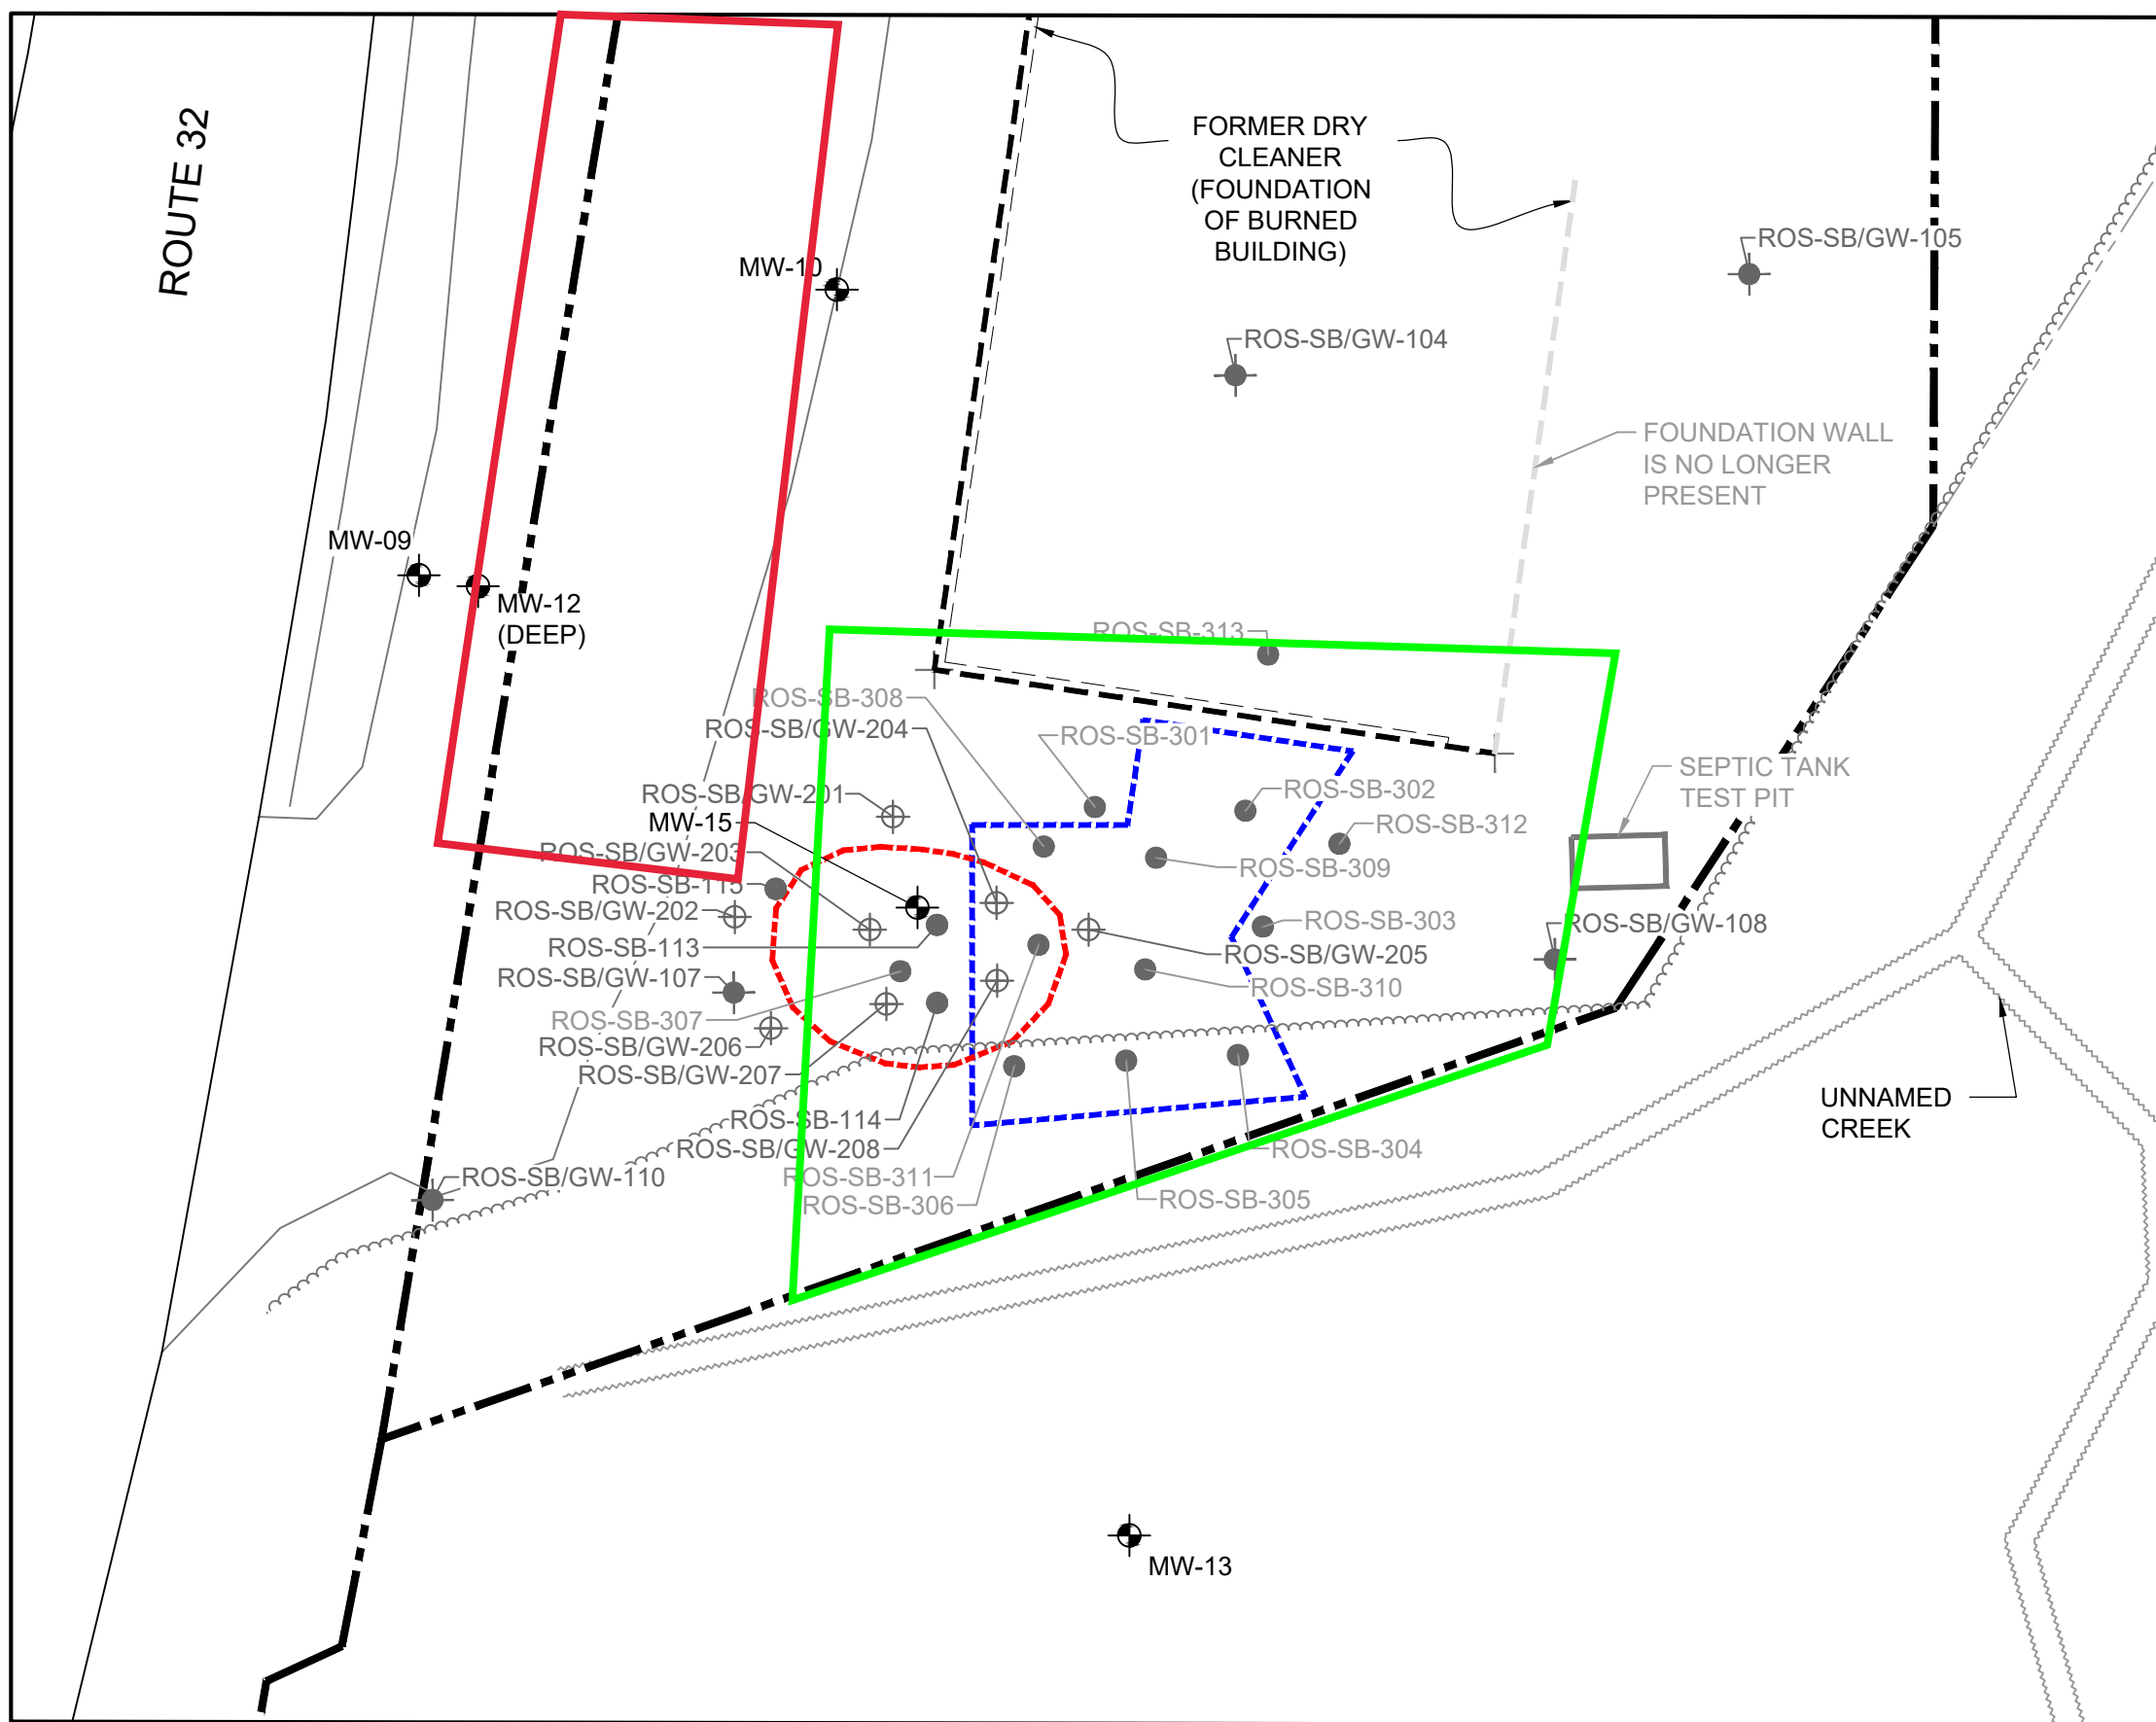 ROUTE 32
FORMER DRY
CLEANER
(FOUNDATION
OF BURNED
BUILDING)
MW-10
ROS-SB/GW-105
ROS-SB/GW-104
FOUNDATION WALL
IS NO LONGER
PRESENT
MW-09
MW-12
(DEEP)
ROS-SB-313
ROS-SB-308
ROS-SB/GW-204
ROS-SB-301
SEPTIC TANK
TEST PIT
ROS-SB/GW-201
ROS-SB-302
MW-15
ROS-SB-312
ROS-SB/GW-203
ROS-SB-309
ROS-SB-115
ROS-SB/GW-202
ROS-SB-303
ROS-SB/GW-108
ROS-SB-113
ROS-SB/GW-205
ROS-SB/GW-107
ROS-SB-310
ROS-SB-307
ROS-SB/GW-206
ROS-SB/GW-207
UNNAMED
CREEK
ROS-SB-114
ROS-SB/GW-208
ROS-SB-304
ROS-SB/GW-110
ROS-SB-311
ROS-SB-306
ROS-SB-305
MW-13